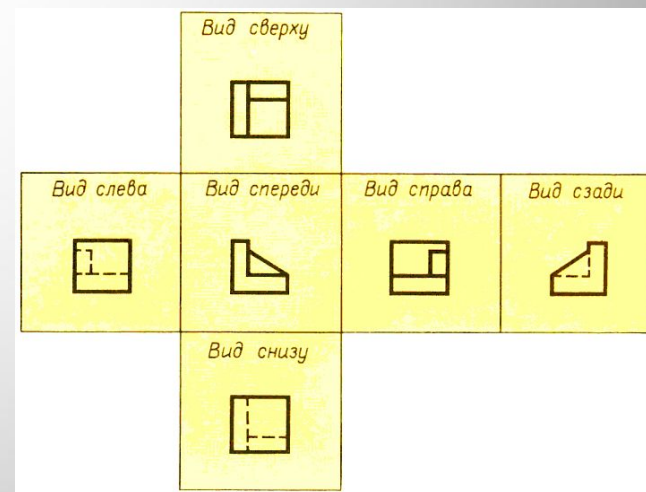 Вид сверху
Вид слева
Вид спереди
Вид справа
Вид сзади
Вид снизу